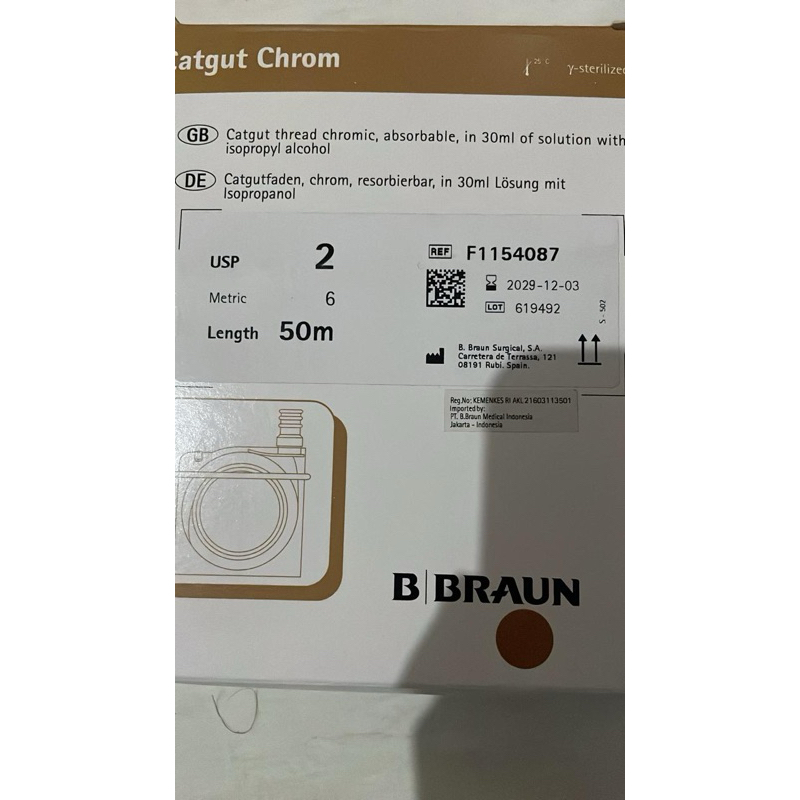 Catgut Chrom
25 C
γ-sterilized
GB Catgut thread chromic, absorbable, in 30ml of solution with
isopropyl alcohol
DE Catgutfaden, chrom, resorbierbar, in 30ml Lösung mit
Isopropanol
USP 2
Metric 6
Length 50m
REF F1154087
2029-12-03
LOT 619492
S - 502
B. Braun Surgical, S.A.
Carretera de Terrassa, 121
08191 Rubi. Spain.
Reg.No: KEMENKES RI AKL 21603113501
Imported by:
PT. B.Braun Medical Indonesia
Jakarta - Indonesia
B BRAUN